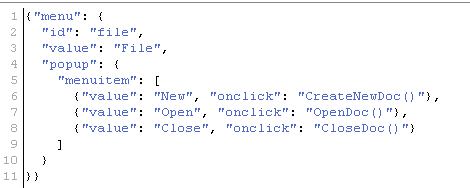 1 {"menu": {
2   "id": "file",
3   "value": "File",
4   "popup": {
5     "menuitem": [
6       {"value": "New", "onclick": "CreateNewDoc()"},
7       {"value": "Open", "onclick": "OpenDoc()"},
8       {"value": "Close", "onclick": "CloseDoc()"}
9     ]
10   }
11 }}